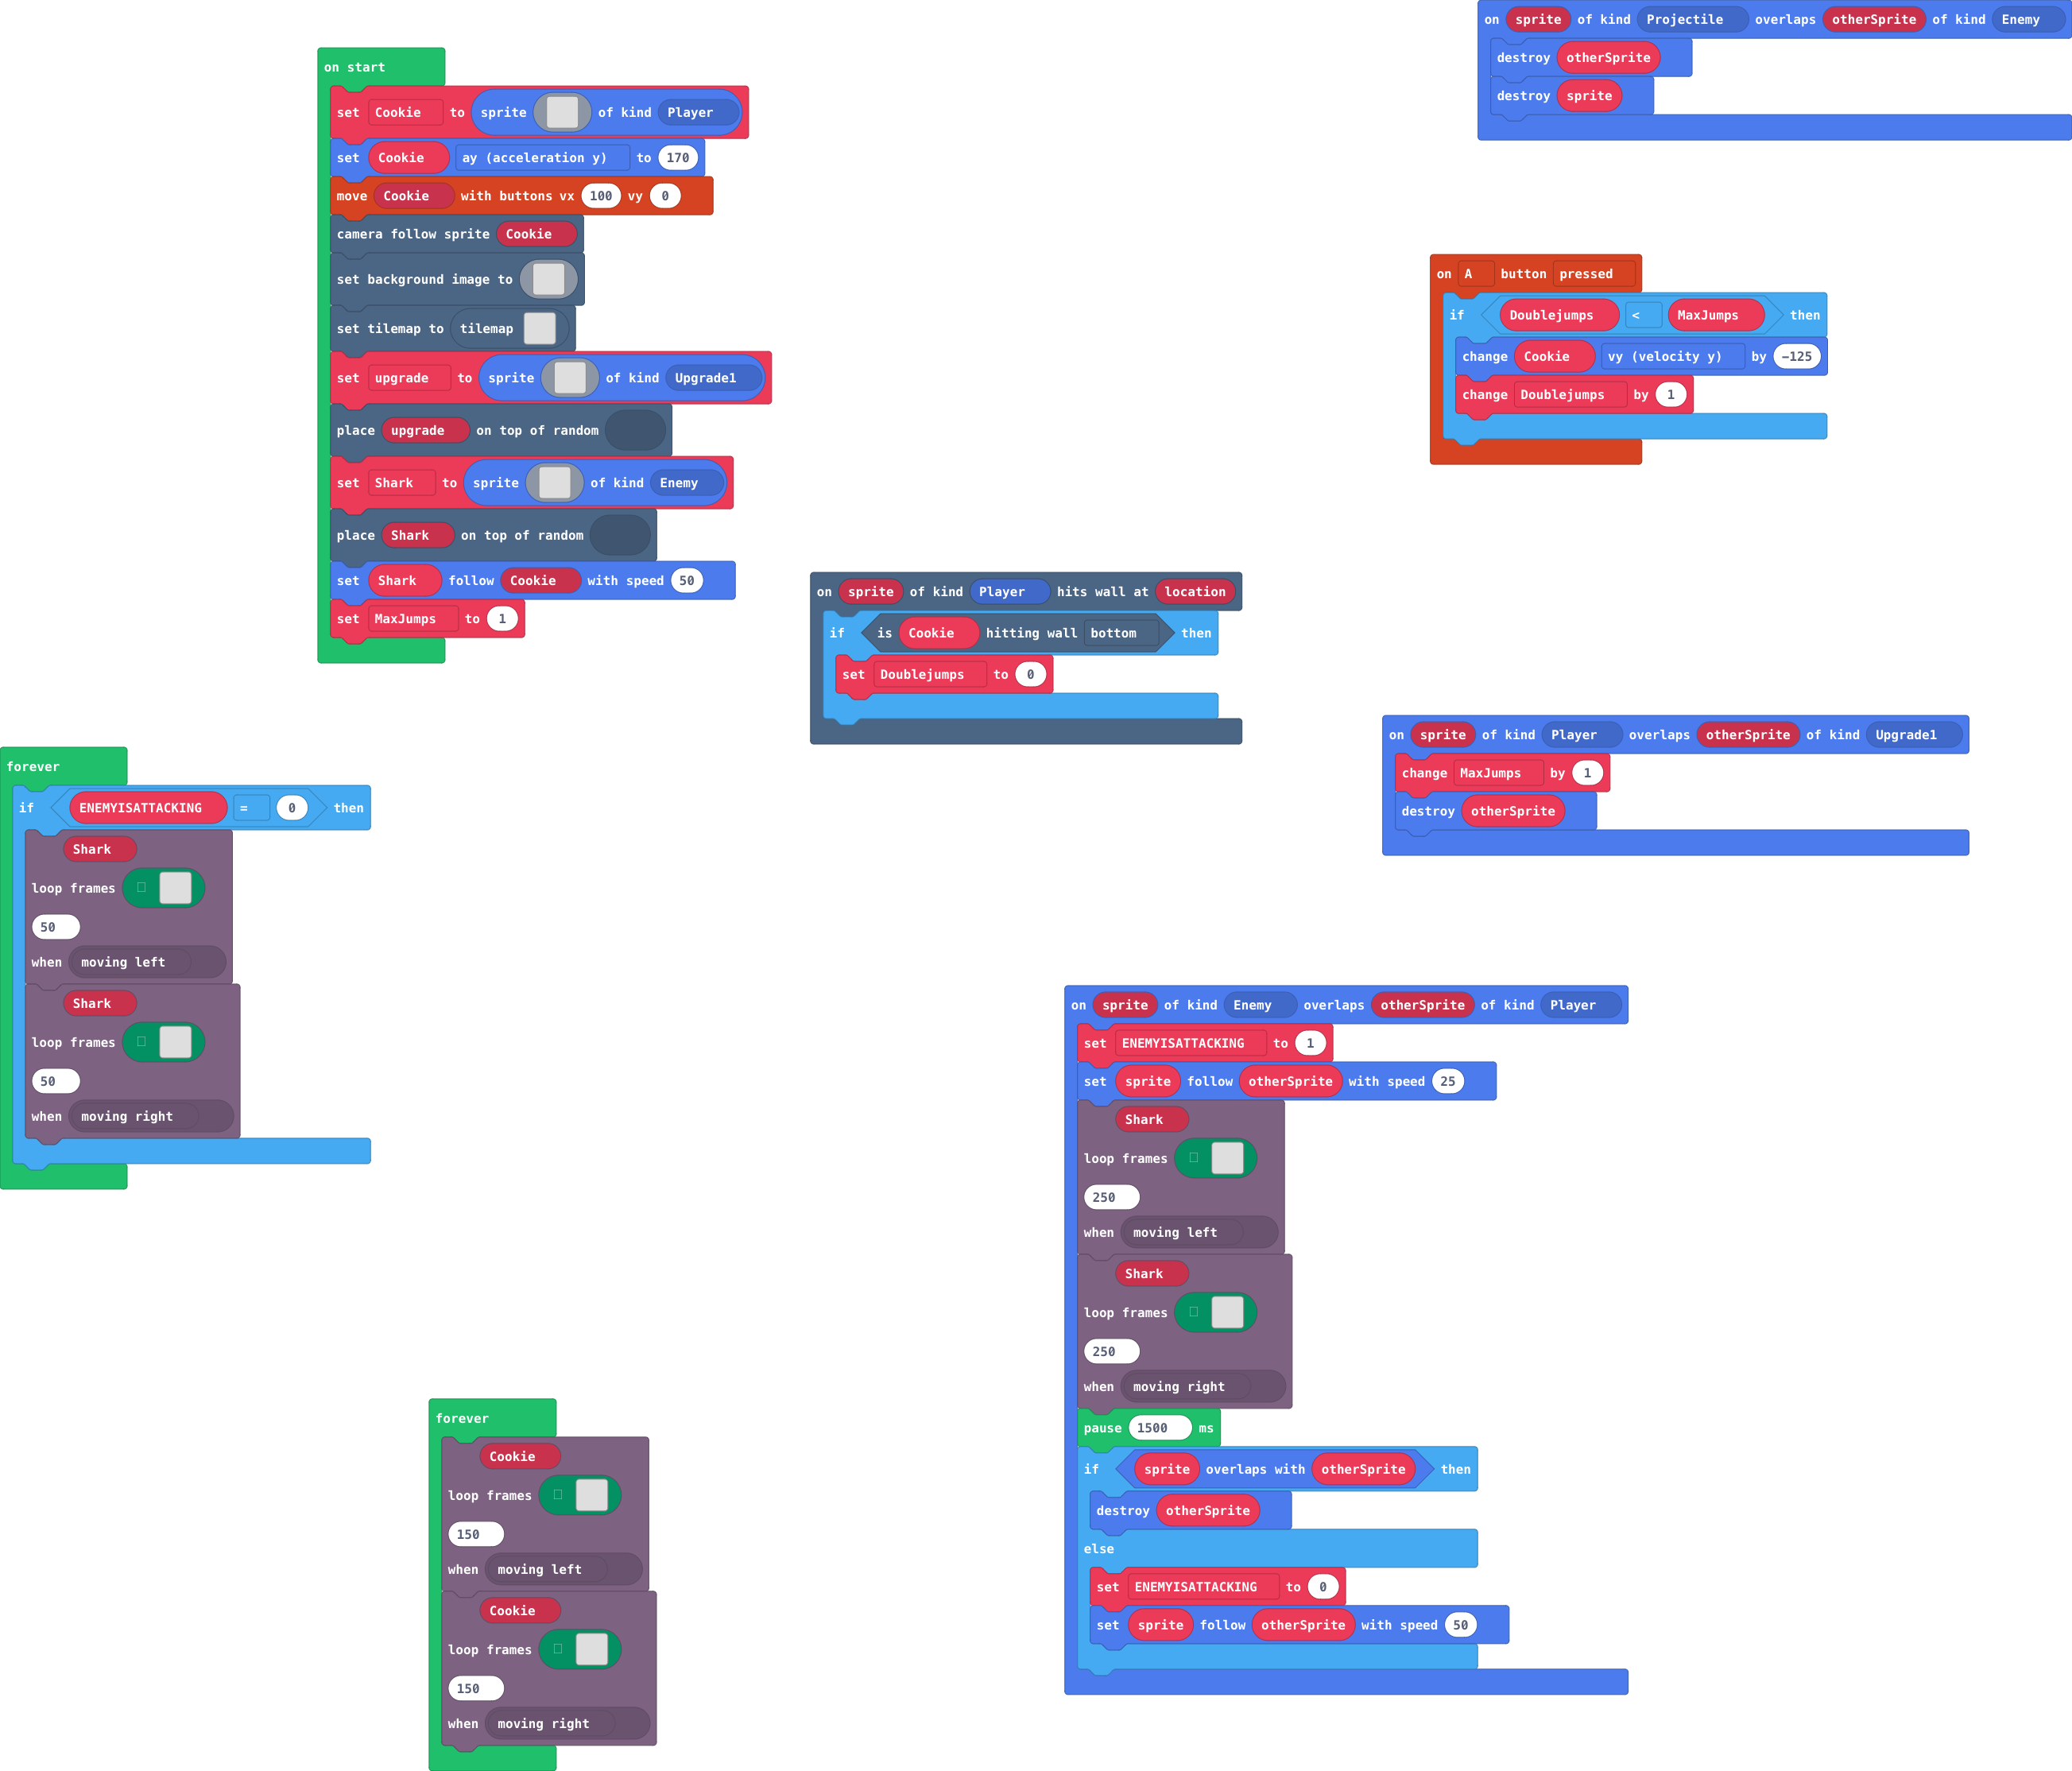 on start
set Cookie to sprite of kind Player
set Cookie ay (acceleration y) to 170
move Cookie with buttons vx 100 vy 0
camera follow sprite Cookie
set background image to
set tilemap to tilemap
set upgrade to sprite of kind Upgrade1
place upgrade on top of random
set Shark to sprite of kind Enemy
place Shark on top of random
set Shark follow Cookie with speed 50
set MaxJumps to 1
on sprite of kind Projectile overlaps otherSprite of kind Enemy
destroy otherSprite
destroy sprite
on A button pressed
if Doublejumps < MaxJumps then
change Cookie vy (velocity y) by −125
change Doublejumps by 1
on sprite of kind Player hits wall at location
if is Cookie hitting wall bottom then
set Doublejumps to 0
on sprite of kind Player overlaps otherSprite of kind Upgrade1
change MaxJumps by 1
destroy otherSprite
forever
if ENEMYISATTACKING = 0 then
Shark
loop frames
50
when moving left
Shark
loop frames
50
when moving right
on sprite of kind Enemy overlaps otherSprite of kind Player
set ENEMYISATTACKING to 1
set sprite follow otherSprite with speed 25
Shark
loop frames
250
when moving left
Shark
loop frames
250
when moving right
pause 1500 ms
if sprite overlaps with otherSprite then
destroy otherSprite
else
set ENEMYISATTACKING to 0
set sprite follow otherSprite with speed 50
forever
Cookie
loop frames
150
when moving left
Cookie
loop frames
150
when moving right